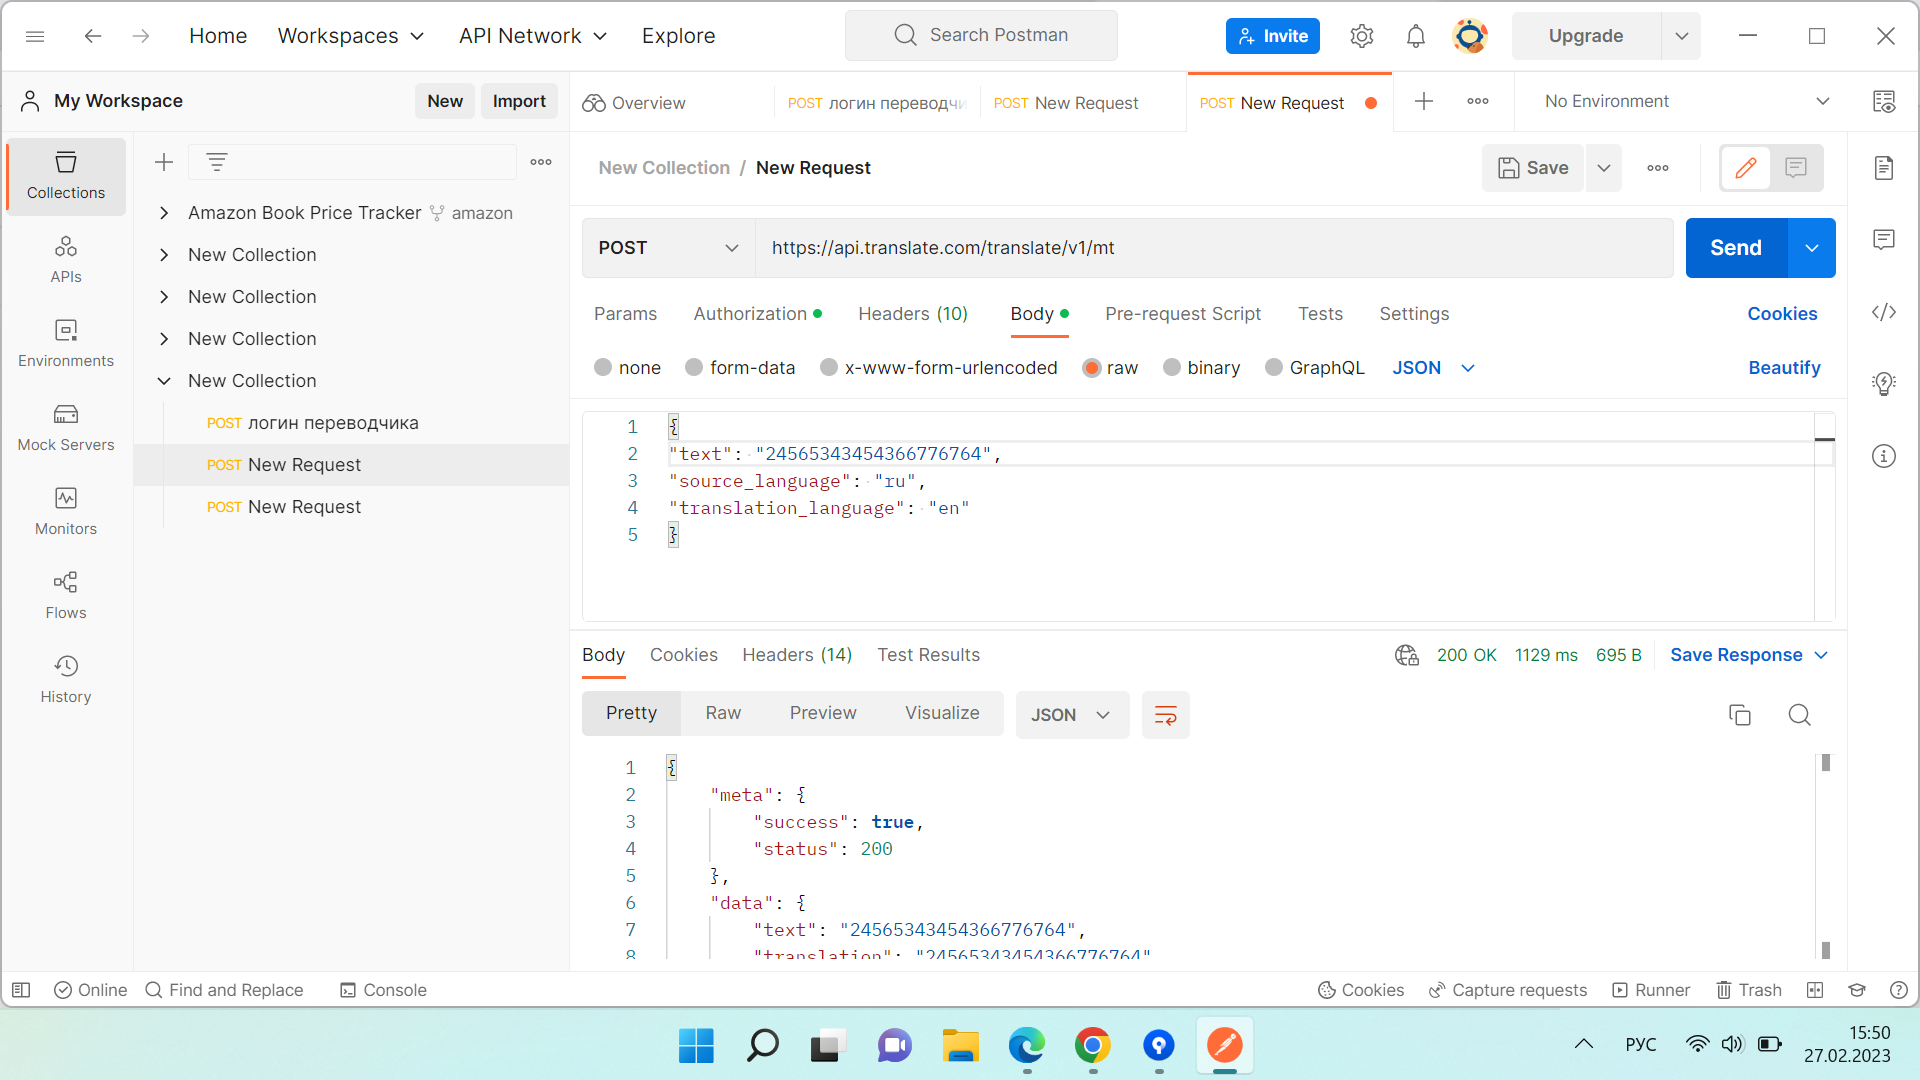 Home Workspaces API Network Explore Search Postman Invite Upgrade
My Workspace New Import
Overview POST логин переводчи POST New Request POST New Request No Environment
Collections
APIs
Environments
Mock Servers
Monitors
Flows
History
Amazon Book Price Tracker amazon
New Collection
New Collection
New Collection
New Collection
POST логин переводчика
POST New Request
POST New Request
New Collection / New Request Save
POST https://api.translate.com/translate/v1/mt Send
Params Authorization Headers (10) Body Pre-request Script Tests Settings Cookies
none form-data x-www-form-urlencoded raw binary GraphQL JSON Beautify
1 {
2 "text": "24565343454366776764",
3 "source_language": "ru",
4 "translation_language": "en"
5 }
Body Cookies Headers (14) Test Results 200 OK 1129 ms 695 B Save Response
Pretty Raw Preview Visualize JSON
1 {
2 "meta": {
3 "success": true,
4 "status": 200
5 },
6 "data": {
7 "text": "24565343454366776764",
8 "translation": "24565343454366776764"
Online Find and Replace Console Cookies Capture requests Runner Trash
РУС 15:50
27.02.2023